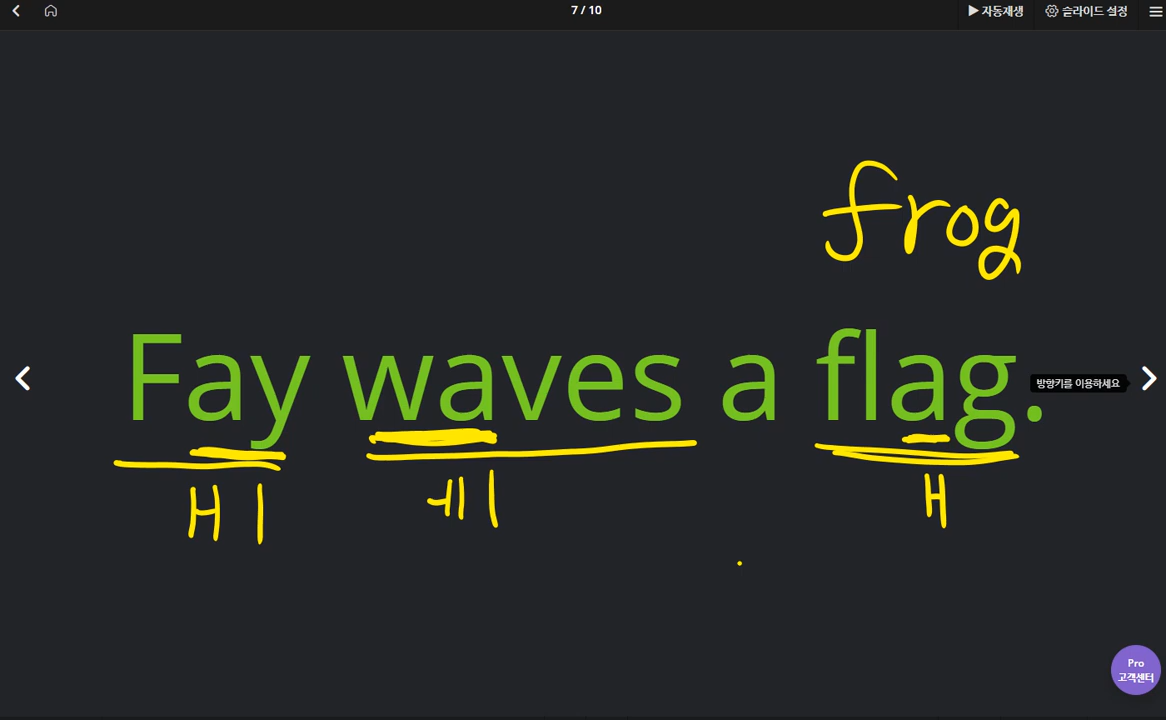 7 / 10
▶ 자동재생 슬라이드 설정
frog
Fay waves a flag.
방향키를 이용하세요
ㅐㅣ ㅔㅣ ㅐ
Pro
고객센터